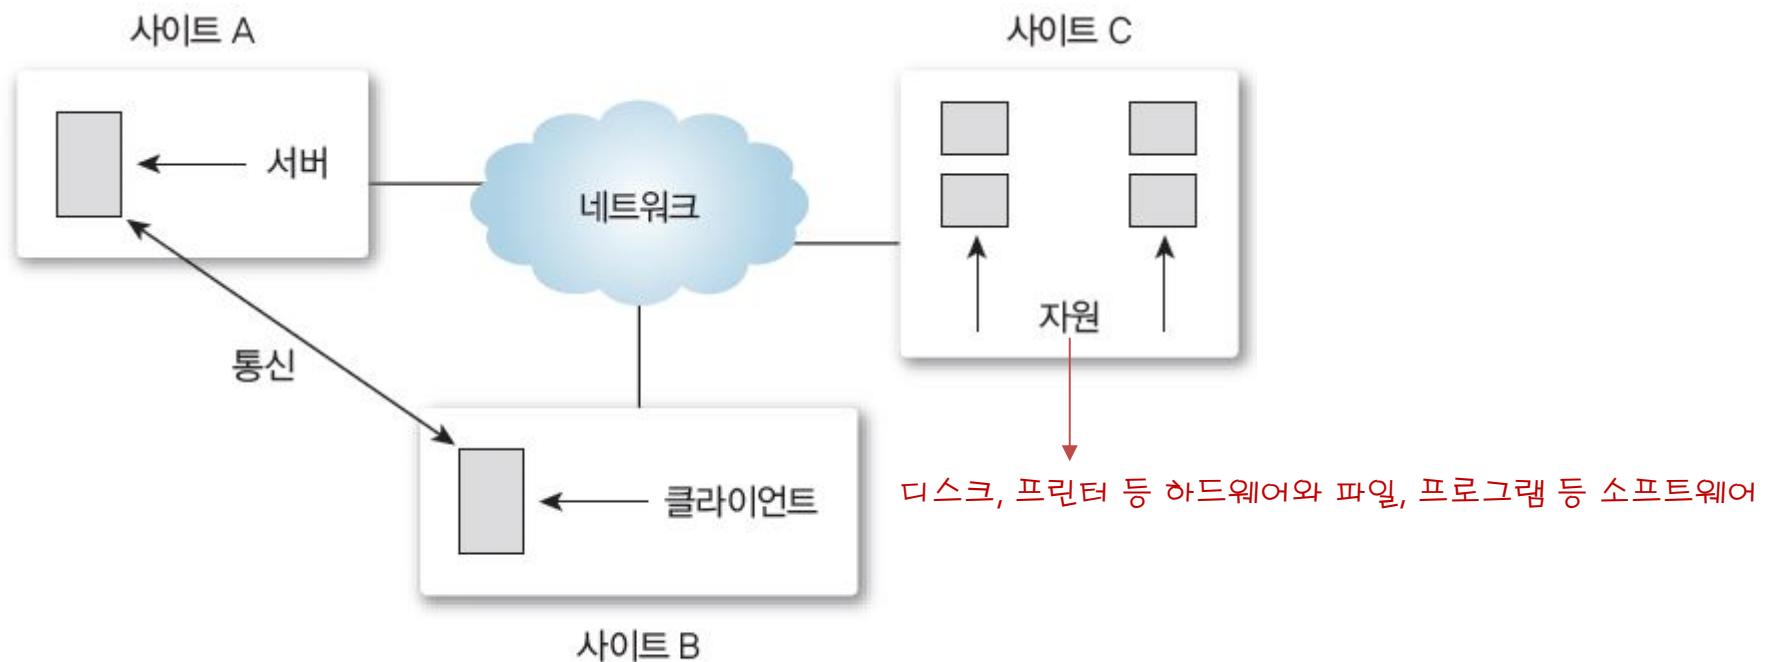 사이트 A
사이트 C
서버
네트워크
자원
통신
클라이언트
디스크, 프린터 등 하드웨어와 파일, 프로그램 등 소프트웨어
사이트 B